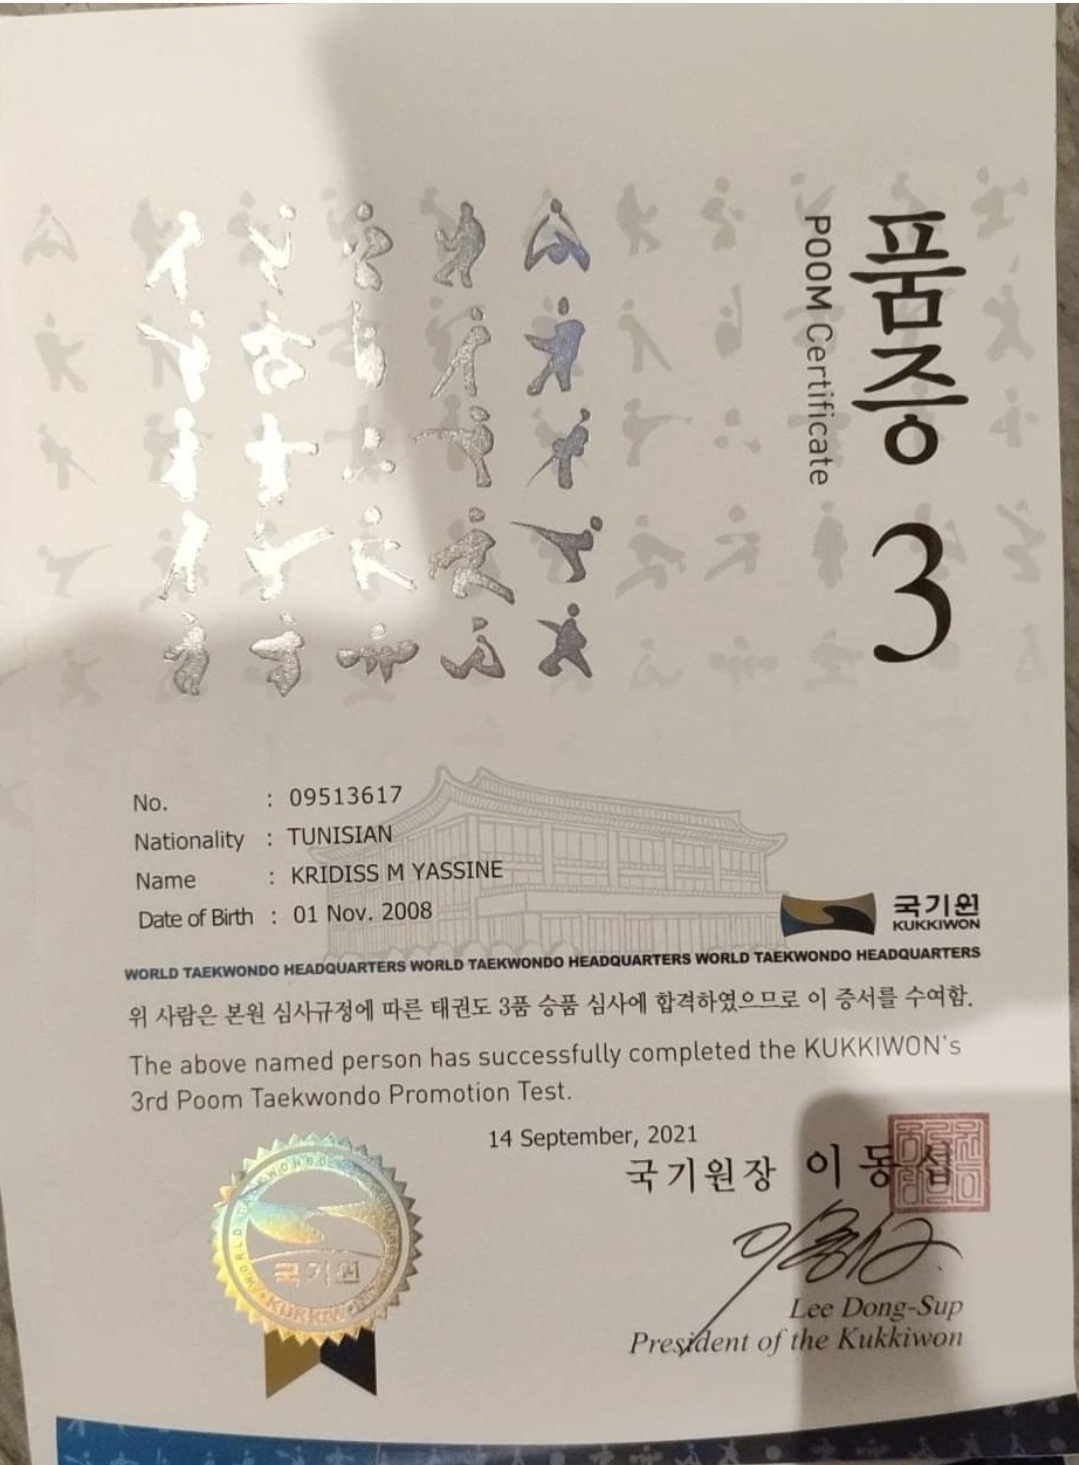 품증 3
POOM Certificate
No. : 09513617
Nationality : TUNISIAN
Name : KRIDISS M YASSINE
Date of Birth : 01 Nov. 2008
국기원
KUKKIWON
WORLD TAEKWONDO HEADQUARTERS WORLD TAEKWONDO HEADQUARTERS WORLD TAEKWONDO HEADQUARTERS
위 사람은 본원 심사규정에 따른 태권도 3품 승품 심사에 합격하였으므로 이 증서를 수여함.
The above named person has successfully completed the KUKKIWON's
3rd Poom Taekwondo Promotion Test.
14 September, 2021
국기원장 이동섭
Lee Dong-Sup
President of the Kukkiwon
국기원
KUKKIWON